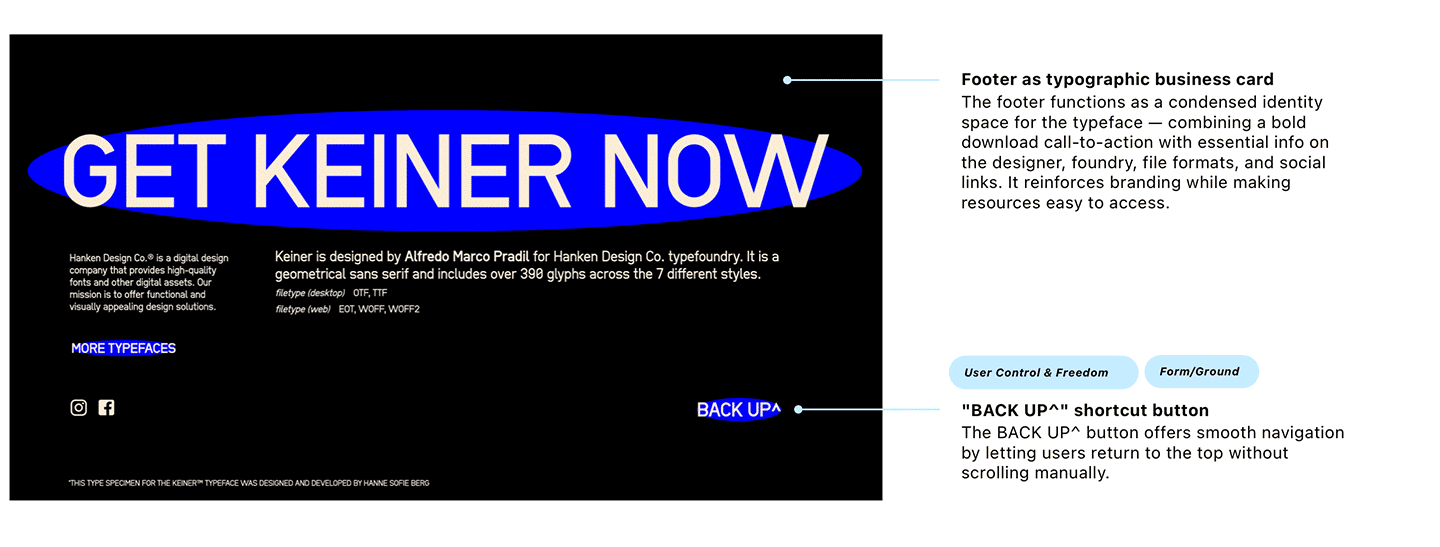 GET KEINER NOW
Hanken Design Co.® is a digital design
company that provides high-quality
fonts and other digital assets. Our
mission is to offer functional and
visually appealing design solutions.
MORE TYPEFACES
Keiner is designed by Alfredo Marco Pradil for Hanken Design Co. typefoundry. It is a
geometrical sans serif and includes over 390 glyphs across the 7 different styles.
filetype (desktop) OTF, TTF
filetype (web) EOT, WOFF, WOFF2
BACK UP^
*THIS TYPE SPECIMEN FOR THE KEINER™ TYPEFACE WAS DESIGNED AND DEVELOPED BY HANNE SOFIE BERG
Footer as typographic business card
The footer functions as a condensed identity
space for the typeface — combining a bold
download call-to-action with essential info on
the designer, foundry, file formats, and social
links. It reinforces branding while making
resources easy to access.
User Control & Freedom
Form/Ground
"BACK UP^" shortcut button
The BACK UP^ button offers smooth navigation
by letting users return to the top without
scrolling manually.